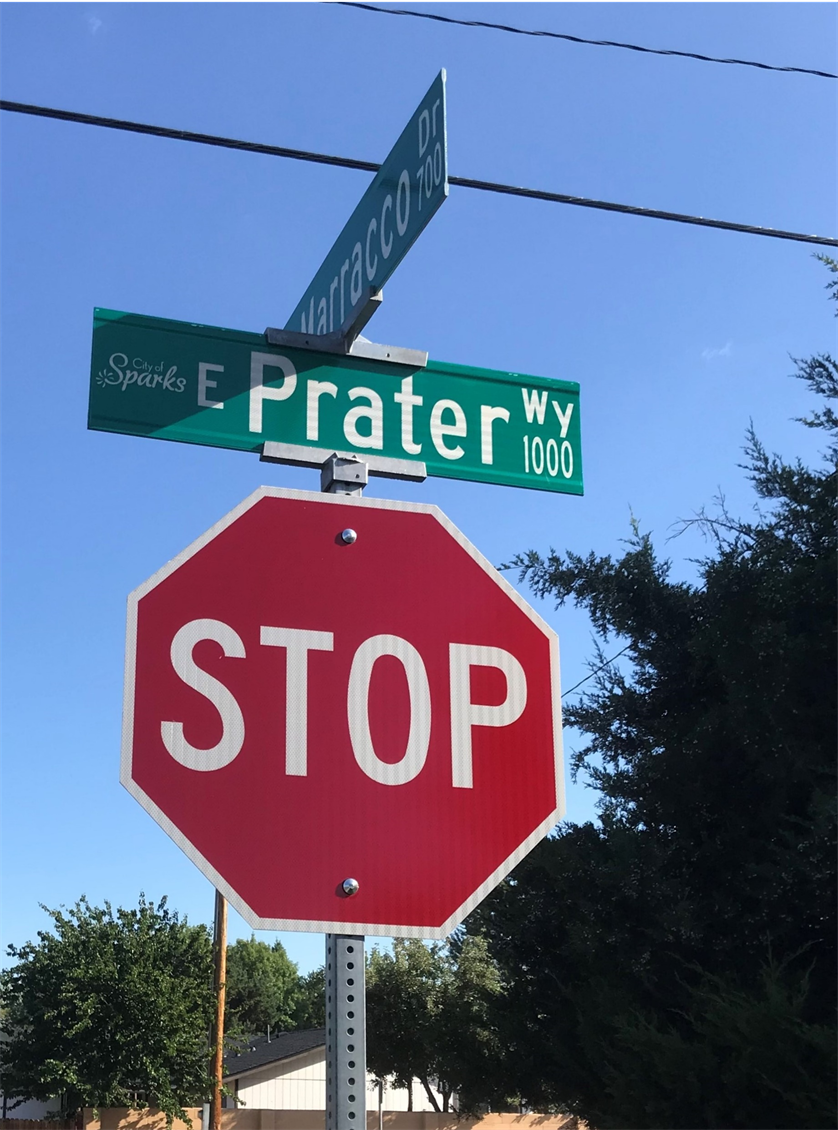 Marracco Dr
700
City of
Sparks
E Prater Wy
1000
STOP